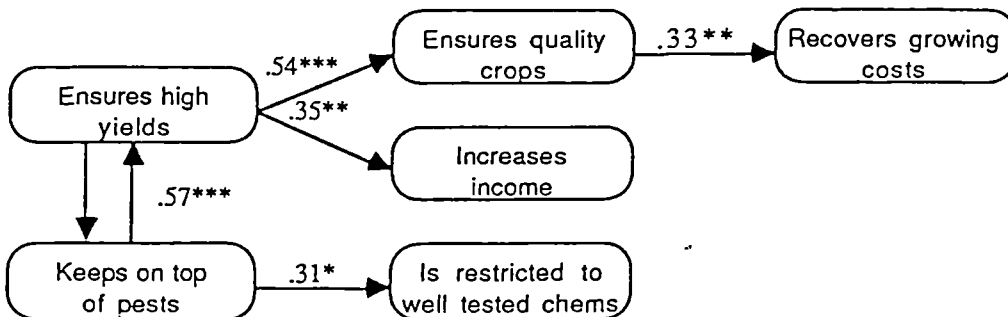 Ensures high
yields
.54***
.35**
Ensures quality
crops
.33**
Recovers growing
costs
Increases
income
.57***
Keeps on top
of pests
.31*
Is restricted to
well tested chems